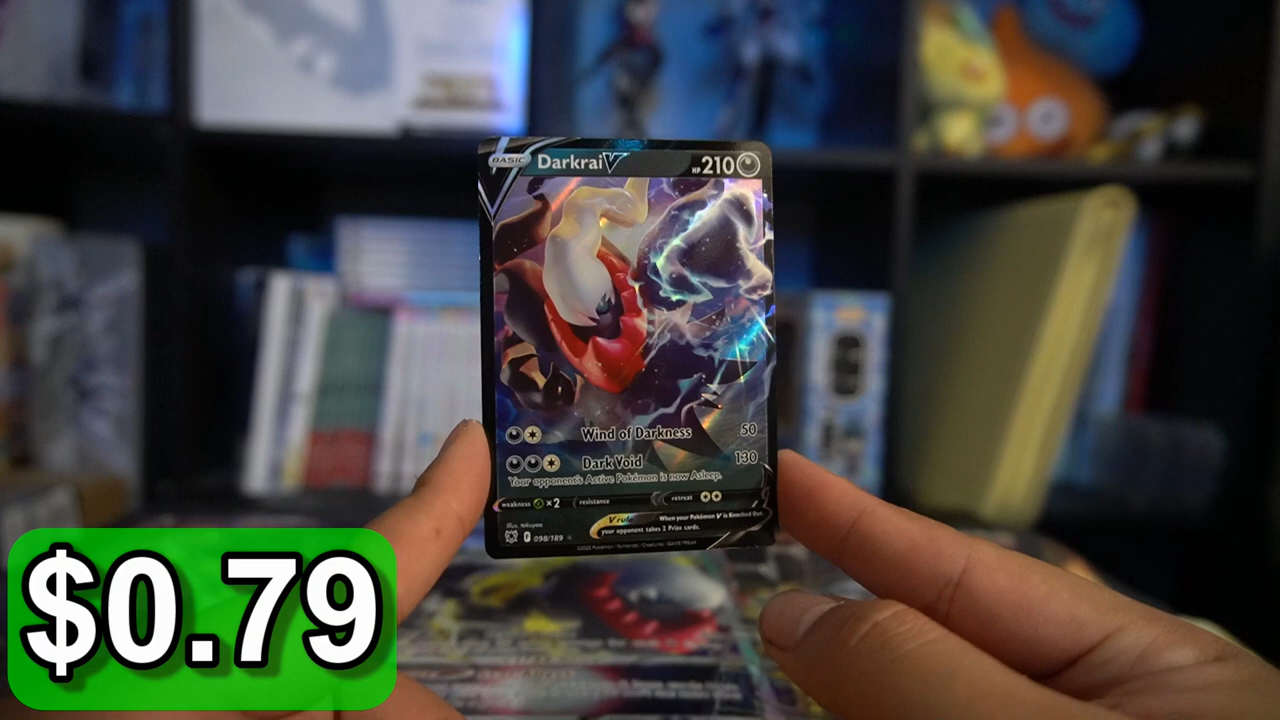 BASIC Darkrai V HP 210
Wind of Darkness 50
Dark Void 130
Your opponent's Active Pokémon is now Asleep.
weakness ×2 resistance retreat
V rule When your Pokémon V is Knocked Out,
your opponent takes 2 Prize cards.
Illus.
F 098/189
$0.79